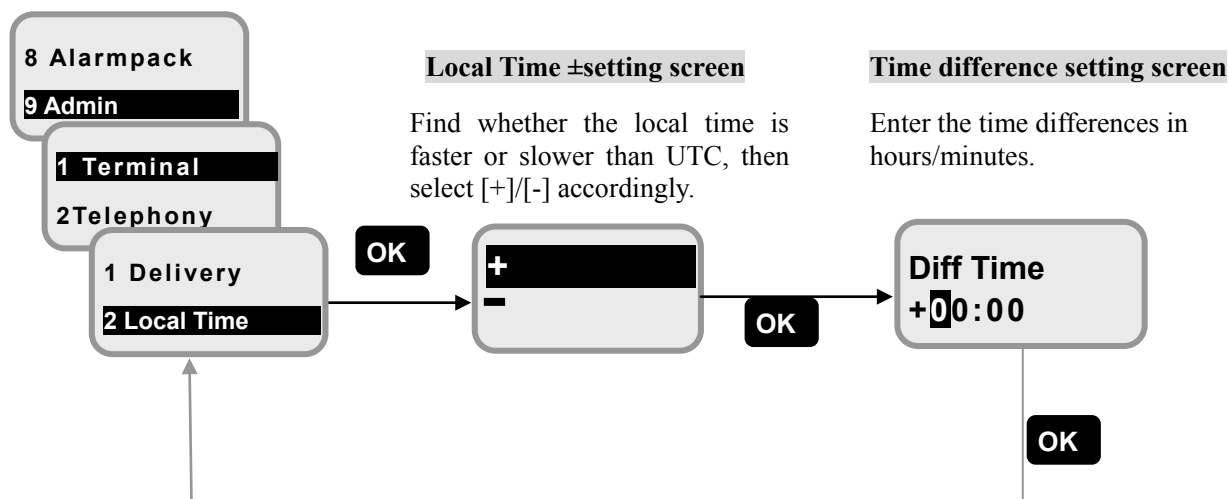 8 Alarmpack
9 Admin
1 Terminal
2Telephony
1 Delivery
2 Local Time
OK
Local Time ±setting screen
Find whether the local time is
faster or slower than UTC, then
select [+]/[-] accordingly.
+
−
OK
Time difference setting screen
Enter the time differences in
hours/minutes.
Diff Time
+00:00
OK